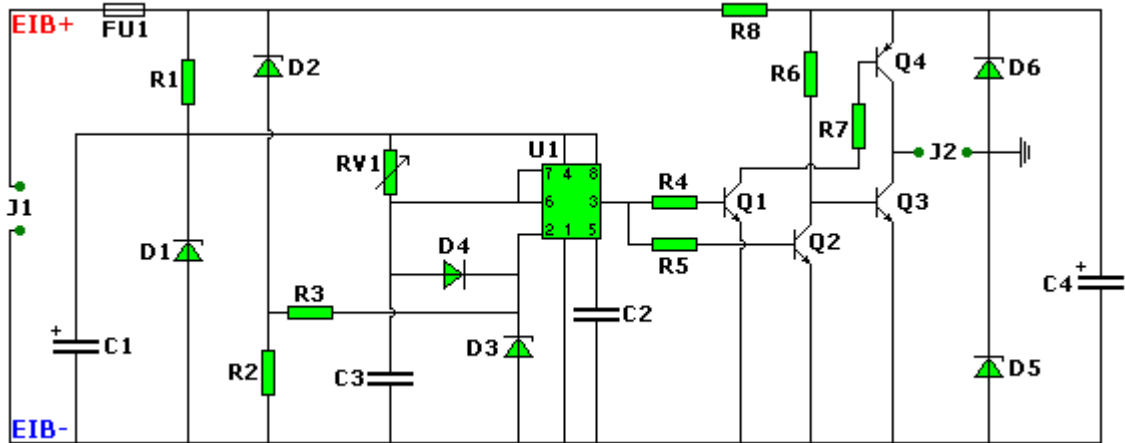 EIB+
FU1
R8
R1
D2
R6
Q4
D6
R7
U1
RV1
7 4 8
6 3
2 1 5
J2
R4
Q1
Q3
J1
D1
D4
R5
Q2
C4
+
R3
C2
+
C1
D3
R2
C3
D5
EIB-